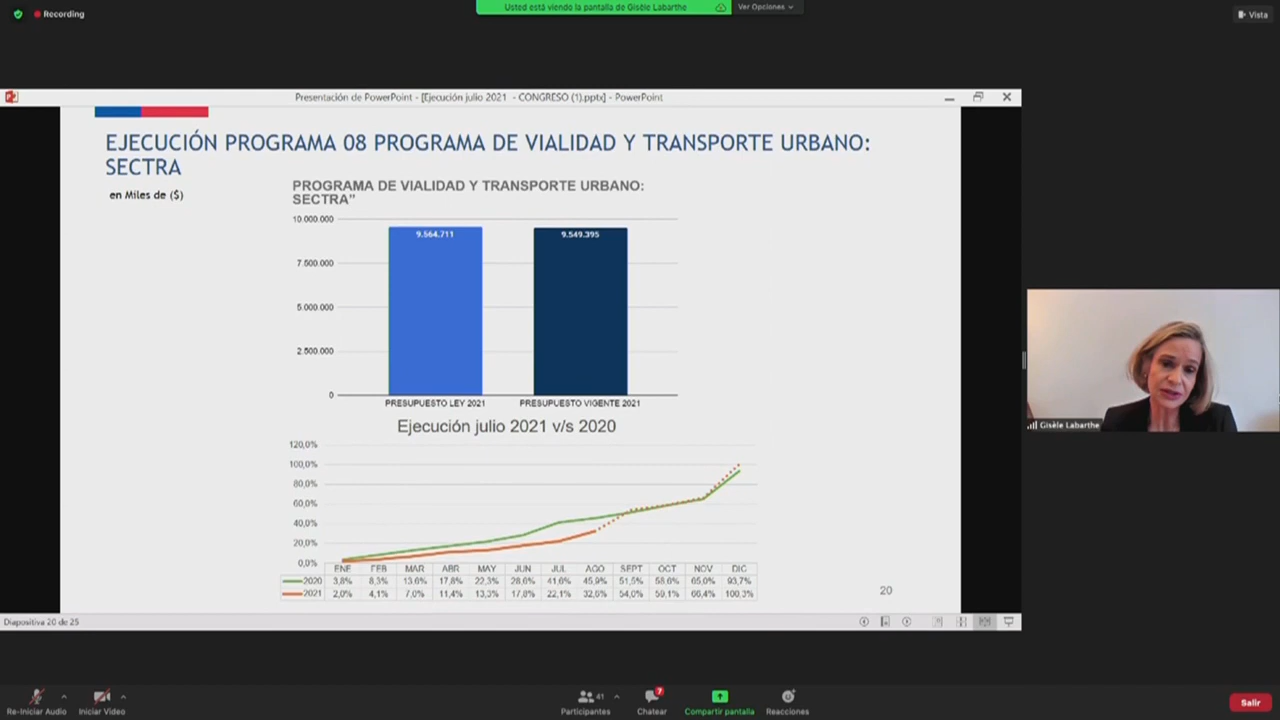 Recording
Usted está viendo la pantalla de Gisèle Labarthe
Ver Opciones
Vista
Presentación de PowerPoint - [Ejecución julio 2021 - CONGRESO (1).pptx] - PowerPoint
EJECUCIÓN PROGRAMA 08 PROGRAMA DE VIALIDAD Y TRANSPORTE URBANO:
SECTRA
en Miles de ($)
PROGRAMA DE VIALIDAD Y TRANSPORTE URBANO:
SECTRA”
10.000.000
7.500.000
5.000.000
2.500.000
0
9.564.711
9.549.395
PRESUPUESTO LEY 2021
PRESUPUESTO VIGENTE 2021
Ejecución julio 2021 v/s 2020
120,0%
100,0%
80,0%
60,0%
40,0%
20,0%
0,0%
ENE FEB MAR ABR MAY JUN JUL AGO SEPT OCT NOV DIC
2020 3,8% 8,3% 13,6% 17,8% 22,3% 28,6% 41,6% 45,9% 51,5% 58,6% 65,0% 93,7%
2021 2,0% 4,1% 7,0% 11,4% 13,3% 17,8% 22,1% 32,6% 54,0% 59,1% 66,4% 100,3%
20
Gisèle Labarthe
Diapositiva 20 de 25
Re-Iniciar Audio
Iniciar Video
41
Participantes
7
Chatear
Compartir pantalla
Reacciones
Salir